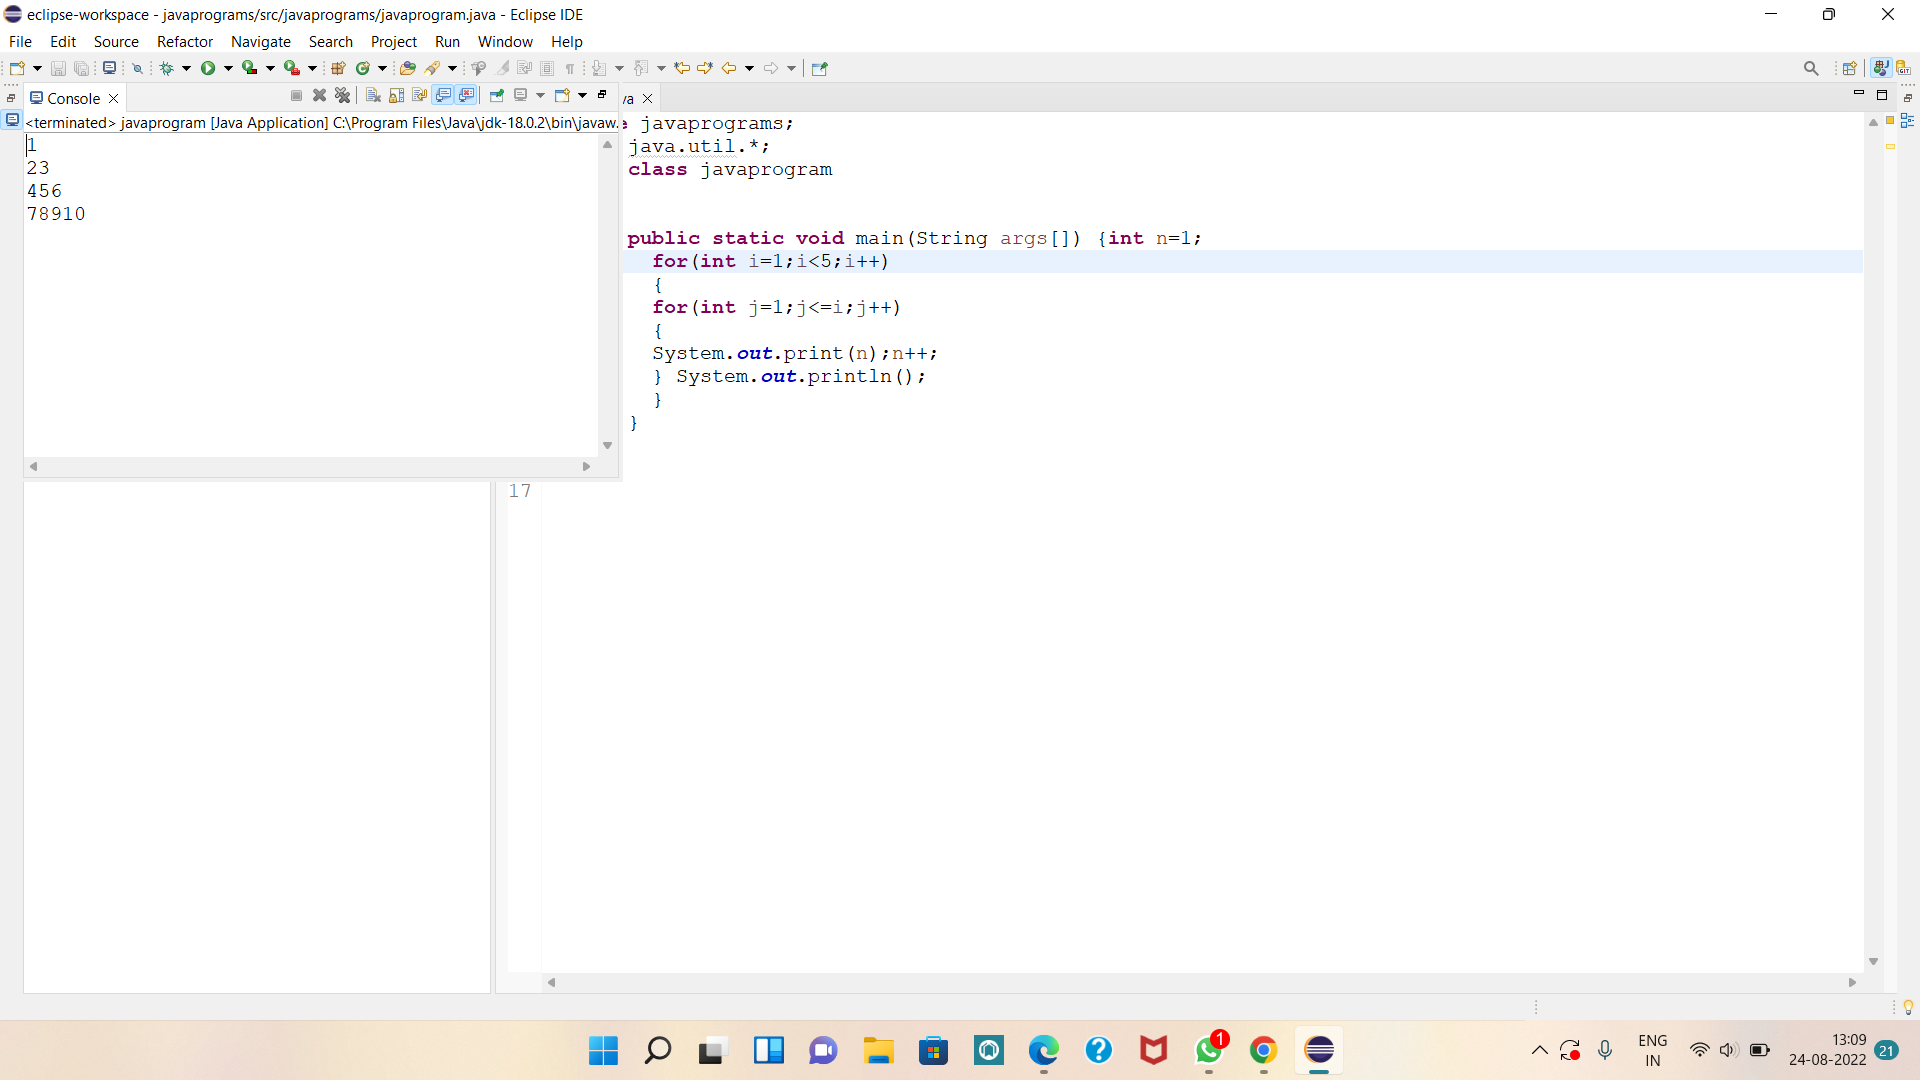 eclipse-workspace - javaprograms/src/javaprograms/javaprogram.java - Eclipse IDE
File Edit Source Refactor Navigate Search Project Run Window Help
Console
va
<terminated> javaprogram [Java Application] C:\Program Files\Java\jdk-18.0.2\bin\javaw.
1
23
456
78910
e javaprograms;
java.util.*;
class javaprogram
public static void main(String args[]) {int n=1;
for(int i=1;i<5;i++)
{
for(int j=1;j<=i;j++)
{
System.out.print(n);n++;
} System.out.println();
}
}
17
1
ENG
IN
13:09
24-08-2022
21